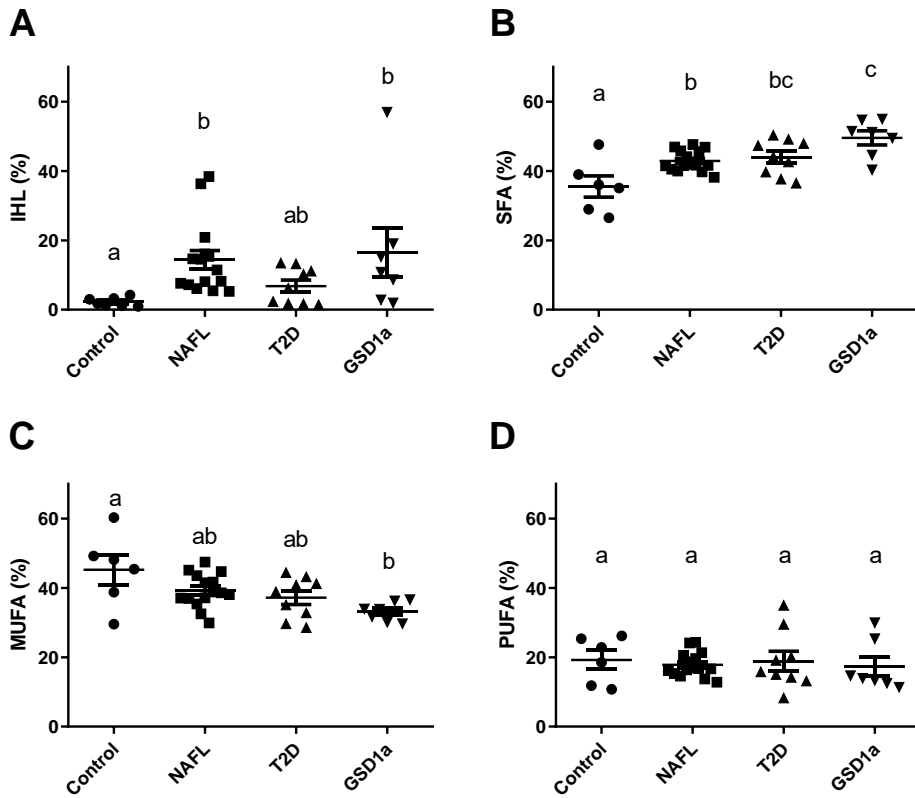 A
B
b
b
ab
a
IHL (%)
60
40
20
0
Control
NAFL
T2D
GSD1a
a
b
bc
c
SFA (%)
60
40
20
0
Control
NAFL
T2D
GSD1a
C
D
a
ab
ab
b
MUFA (%)
60
40
20
0
Control
NAFL
T2D
GSD1a
a
a
a
a
PUFA (%)
60
40
20
0
Control
NAFL
T2D
GSD1a